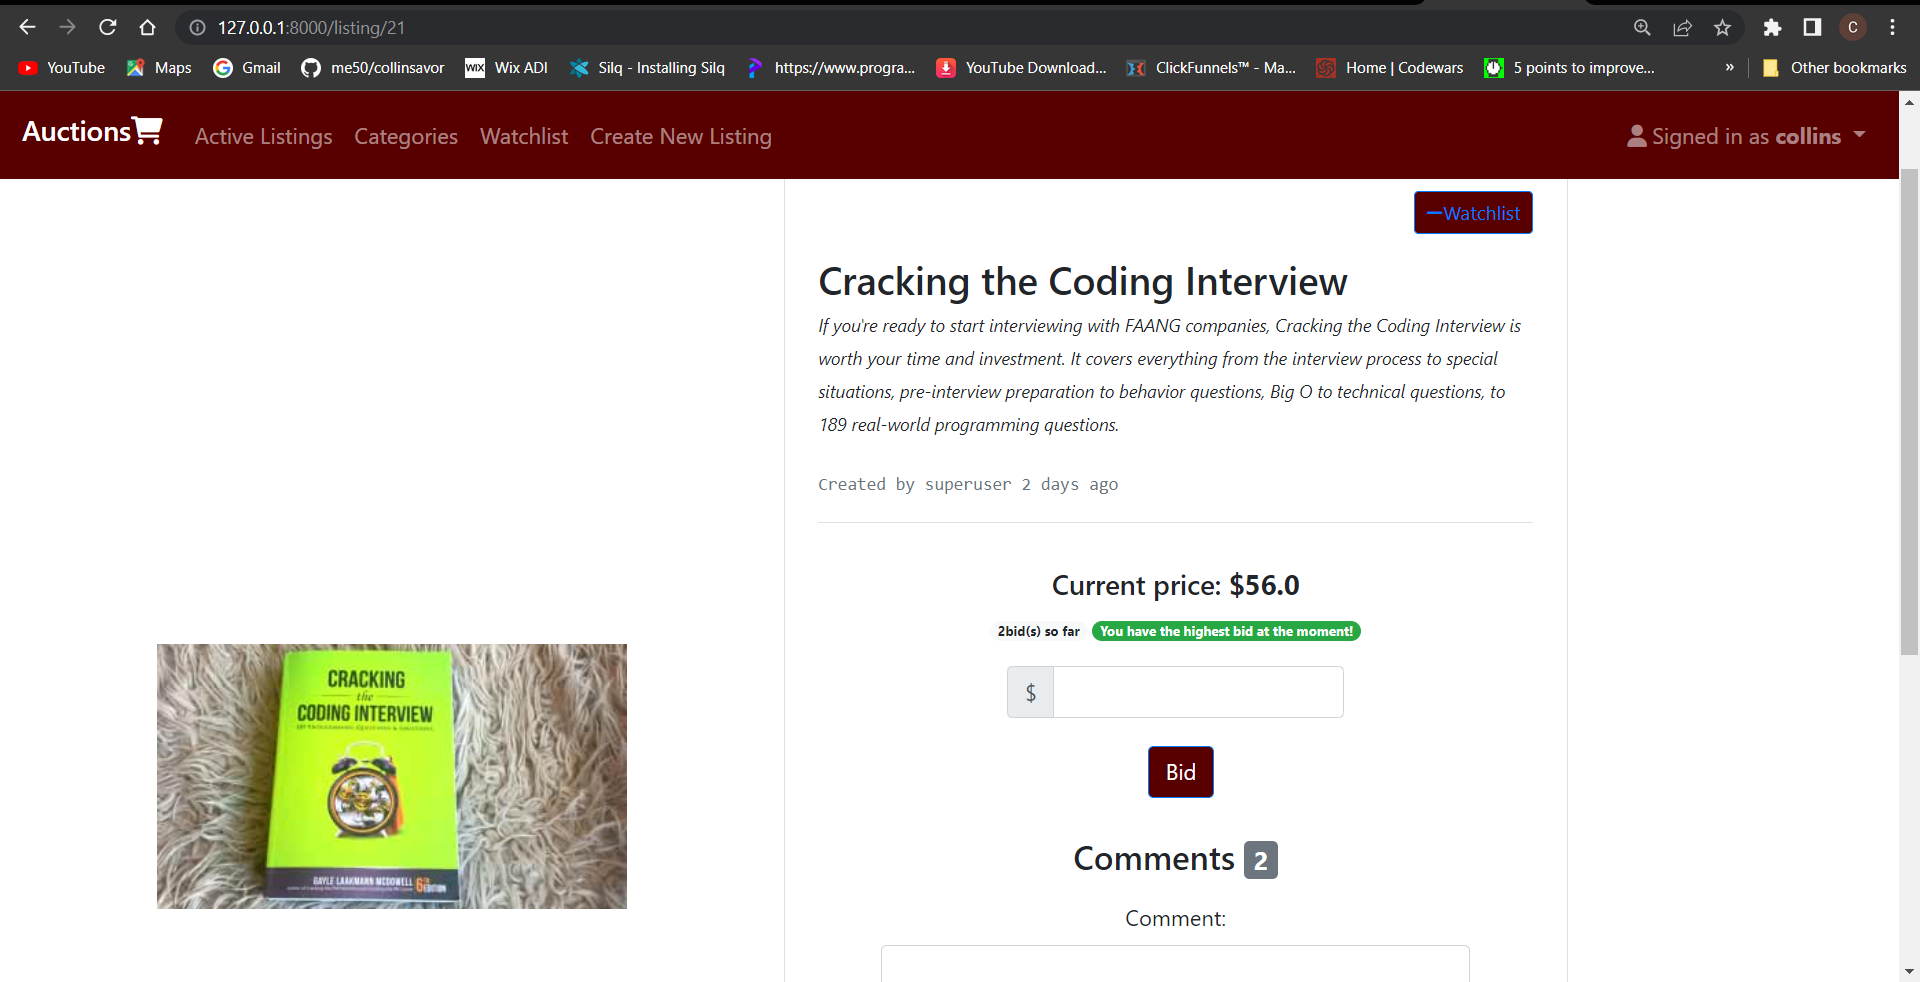 127.0.0.1:8000/listing/21
C
YouTube Maps Gmail me50/collinsavor WIX Wix ADI Silq - Installing Silq https://www.progra... YouTube Download... ClickFunnels™ - Ma... Home | Codewars 5 points to improve... » Other bookmarks
Auctions Active Listings Categories Watchlist Create New Listing Signed in as collins
—Watchlist
Cracking the Coding Interview
If you're ready to start interviewing with FAANG companies, Cracking the Coding Interview is
worth your time and investment. It covers everything from the interview process to special
situations, pre-interview preparation to behavior questions, Big O to technical questions, to
189 real-world programming questions.
Created by superuser 2 days ago
Current price: $56.0
2bid(s) so far You have the highest bid at the moment!
$
Bid
Comments 2
Comment:
CRACKING
the
CODING INTERVIEW
GAYLE LAAKMANN MCDOWELL 6TH EDITION